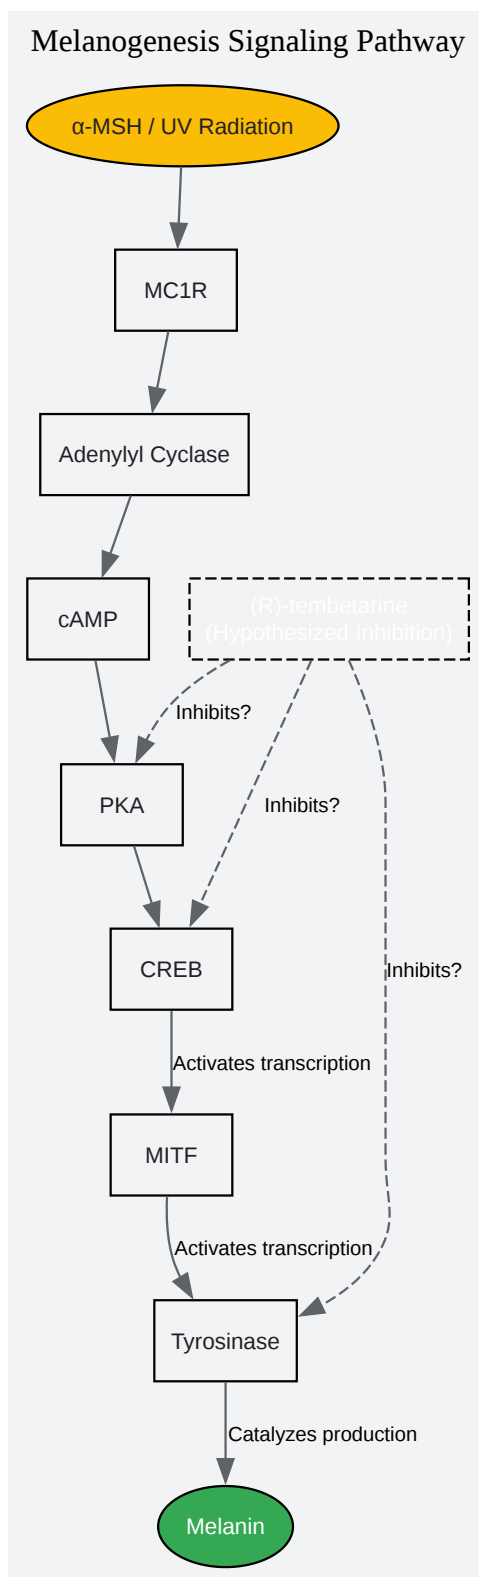 Melanogenesis Signaling Pathway
α-MSH / UV Radiation
MC1R
Adenylyl Cyclase
cAMP
(R)-tembetarine
(Hypothesized Inhibition)
Inhibits?
PKA
Inhibits?
CREB
Inhibits?
Activates transcription
MITF
Activates transcription
Tyrosinase
Catalyzes production
Melanin